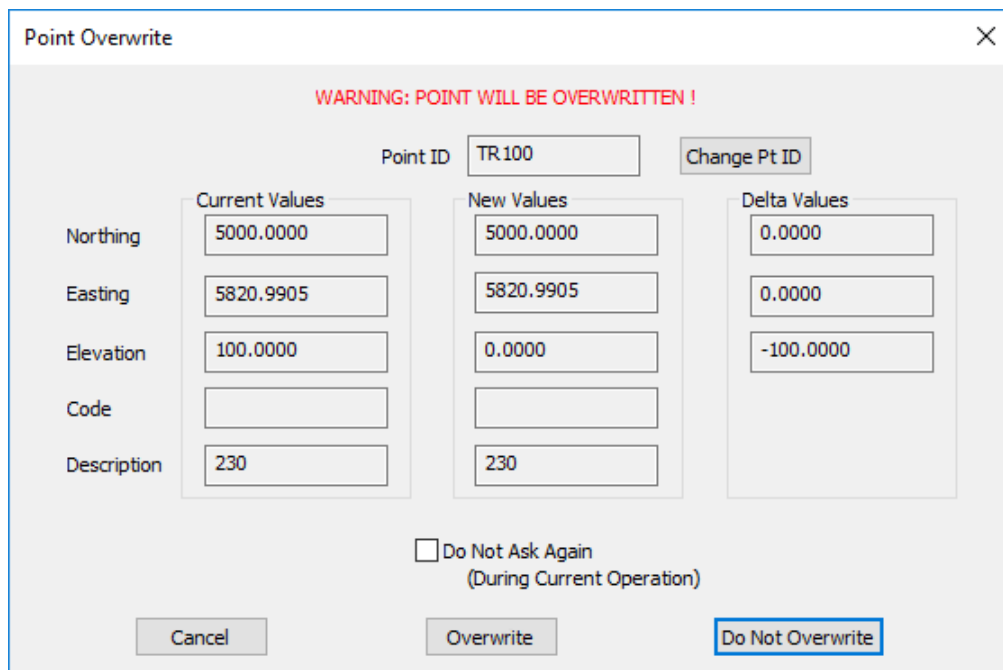 Point Overwrite
WARNING: POINT WILL BE OVERWRITTEN !
Point ID TR100 Change Pt ID
Current Values New Values Delta Values
Northing 5000.0000 5000.0000 0.0000
Easting 5820.9905 5820.9905 0.0000
Elevation 100.0000 0.0000 -100.0000
Code
Description 230 230
Do Not Ask Again
(During Current Operation)
Cancel Overwrite Do Not Overwrite